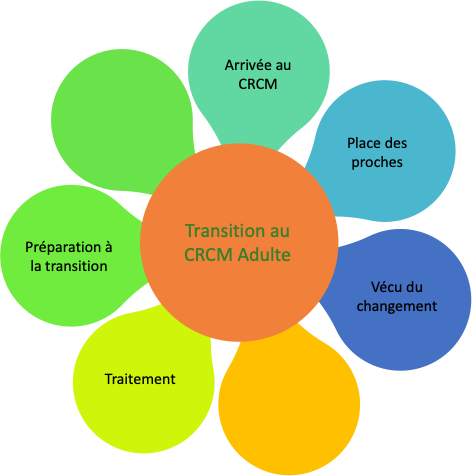 Arrivée au
CRCM
Place des
proches
Vécu du
changement
Traitement
Préparation à
la transition
Transition au
CRCM Adulte